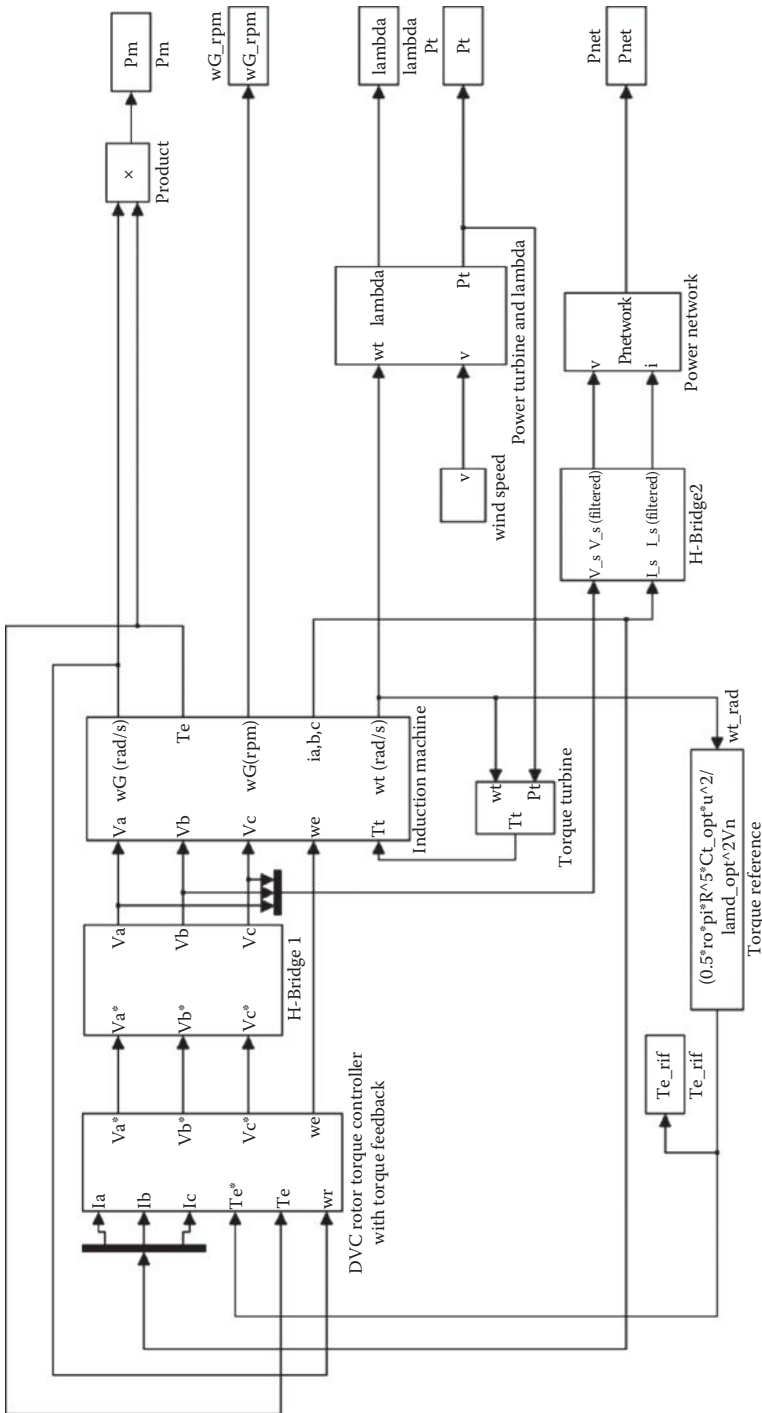 Ia
Ib
Ic
Te*
Te
wr
Va*
Vb*
Vc*
we
DVC rotor torque controller
with torque feedback
Va*
Vb*
Vc*
Va
Vb
Vc
H-Bridge 1
Va
Vb
Vc
we
Tt
wG (rad/s)
Te
wG(rpm)
ia,b,c
wt (rad/s)
Induction machine
×
Product
Pm
Pm
wG_rpm
wG_rpm
wt
v
lambda
Pt
Power turbine and lambda
v
wind speed
lambda
lambda
Pt
Pt
wt
Pt
Tt
Torque turbine
V_s V_s (filtered)
I_s I_s (filtered)
H-Bridge2
v
i
Pnetwork
Power network
Pnet
Pnet
wt_rad
(0.5*ro*pi*R^5*Ct_opt*u^2/
lamd_opt^2Vn
Torque reference
Te_rif
Te_rif